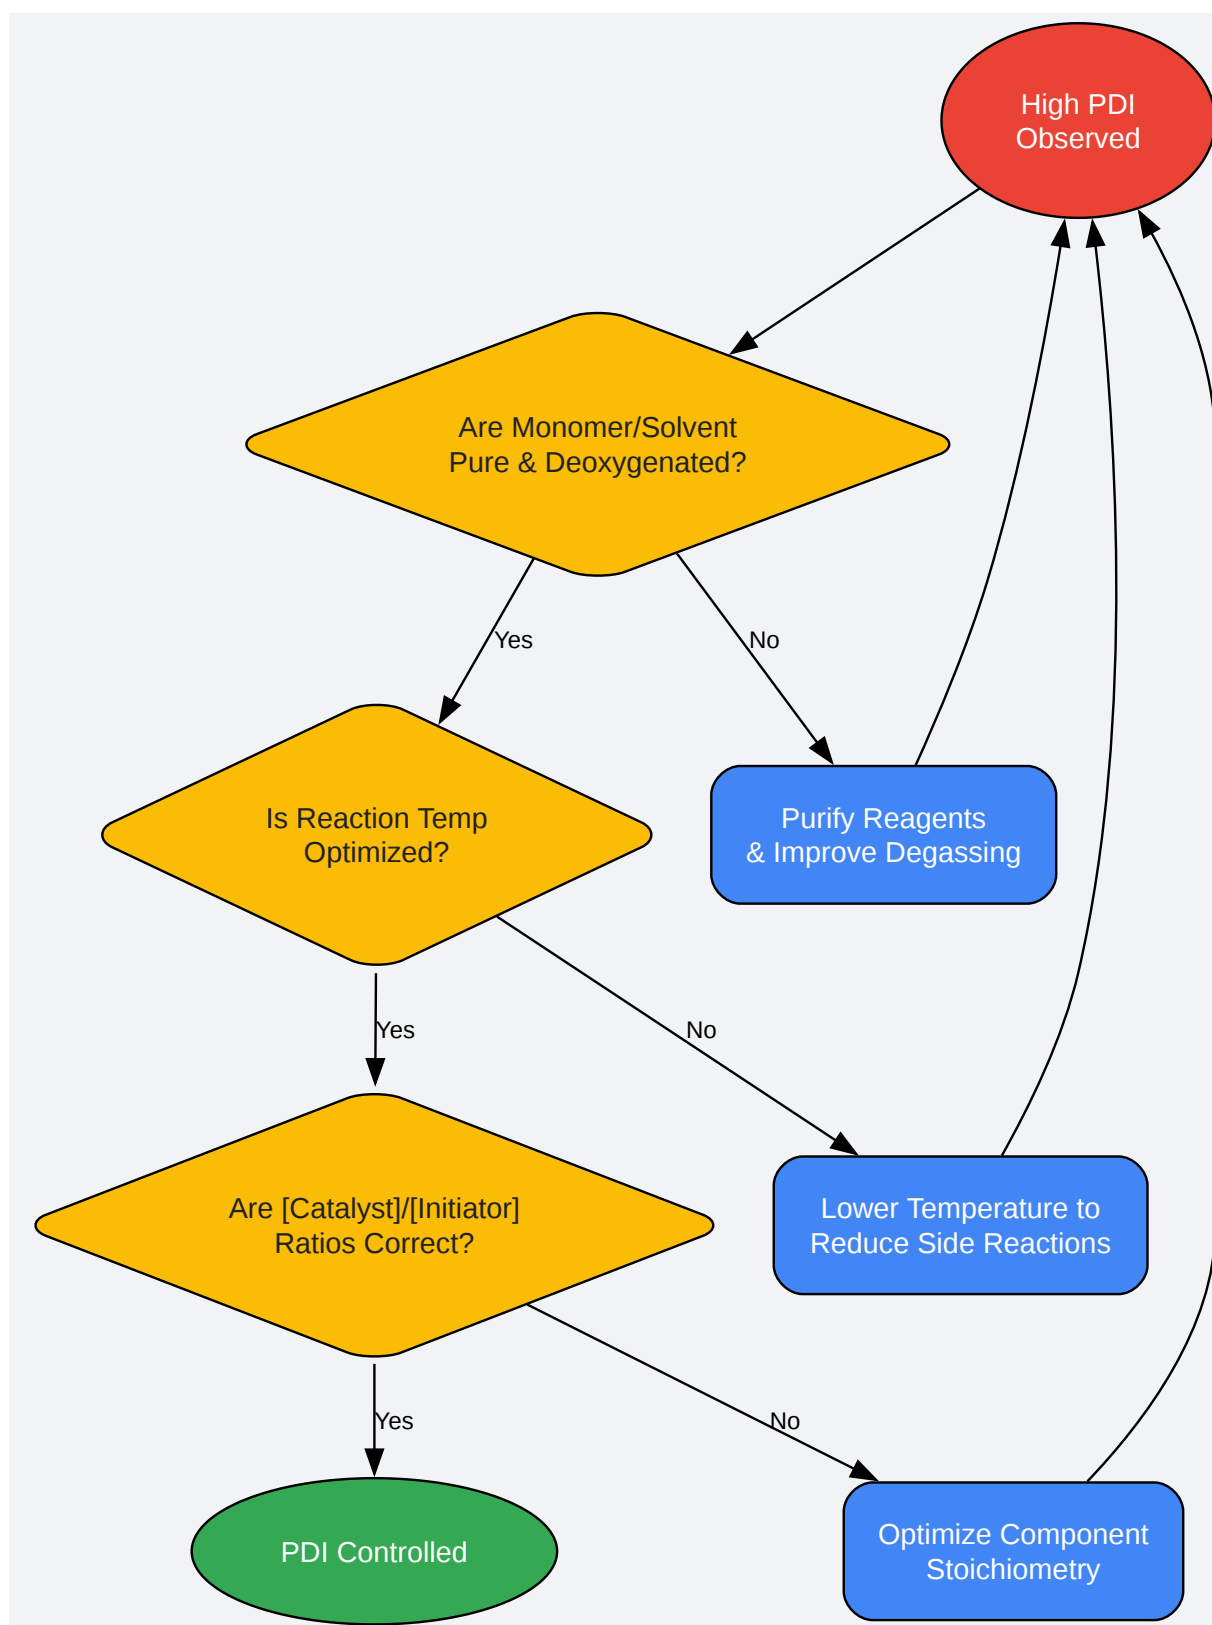 High PDI
Observed
Are Monomer/Solvent
Pure & Deoxygenated?
Yes
No
Is Reaction Temp
Optimized?
Purify Reagents
& Improve Degassing
Yes
No
Are [Catalyst]/[Initiator]
Ratios Correct?
Lower Temperature to
Reduce Side Reactions
Yes
No
PDI Controlled
Optimize Component
Stoichiometry